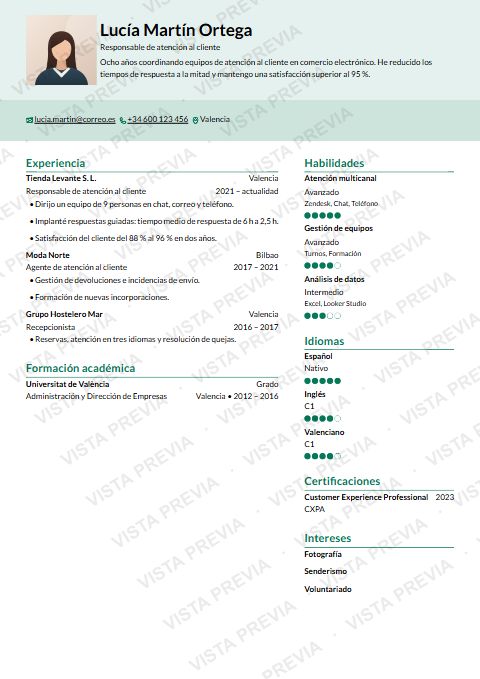 Lucía Martín Ortega
Responsable de atención al cliente
Ocho años coordinando equipos de atención al cliente en comercio electrónico. He reducido los
tiempos de respuesta a la mitad y mantengo una satisfacción superior al 95 %.
lucia.martin@correo.es +34 600 123 456 Valencia
Experiencia
Tienda Levante S. L. Valencia
Responsable de atención al cliente 2021 – actualidad
• Dirijo un equipo de 9 personas en chat, correo y teléfono.
• Implanté respuestas guiadas: tiempo medio de respuesta de 6 h a 2,5 h.
• Satisfacción del cliente del 88 % al 96 % en dos años.
Moda Norte Bilbao
Agente de atención al cliente 2017 – 2021
• Gestión de devoluciones e incidencias de envío.
• Formación de nuevas incorporaciones.
Grupo Hostelero Mar Valencia
Recepcionista 2016 – 2017
• Reservas, atención en tres idiomas y resolución de quejas.
Formación académica
Universitat de València Grado
Administración y Dirección de Empresas Valencia • 2012 – 2016
Habilidades
Atención multicanal
Avanzado
Zendesk, Chat, Teléfono
Gestión de equipos
Avanzado
Turnos, Formación
Análisis de datos
Intermedio
Excel, Looker Studio
Idiomas
Español
Nativo
Inglés
C1
Valenciano
C1
Certificaciones
Customer Experience Professional 2023
CXPA
Intereses
Fotografía
Senderismo
Voluntariado
VISTA PREVIA